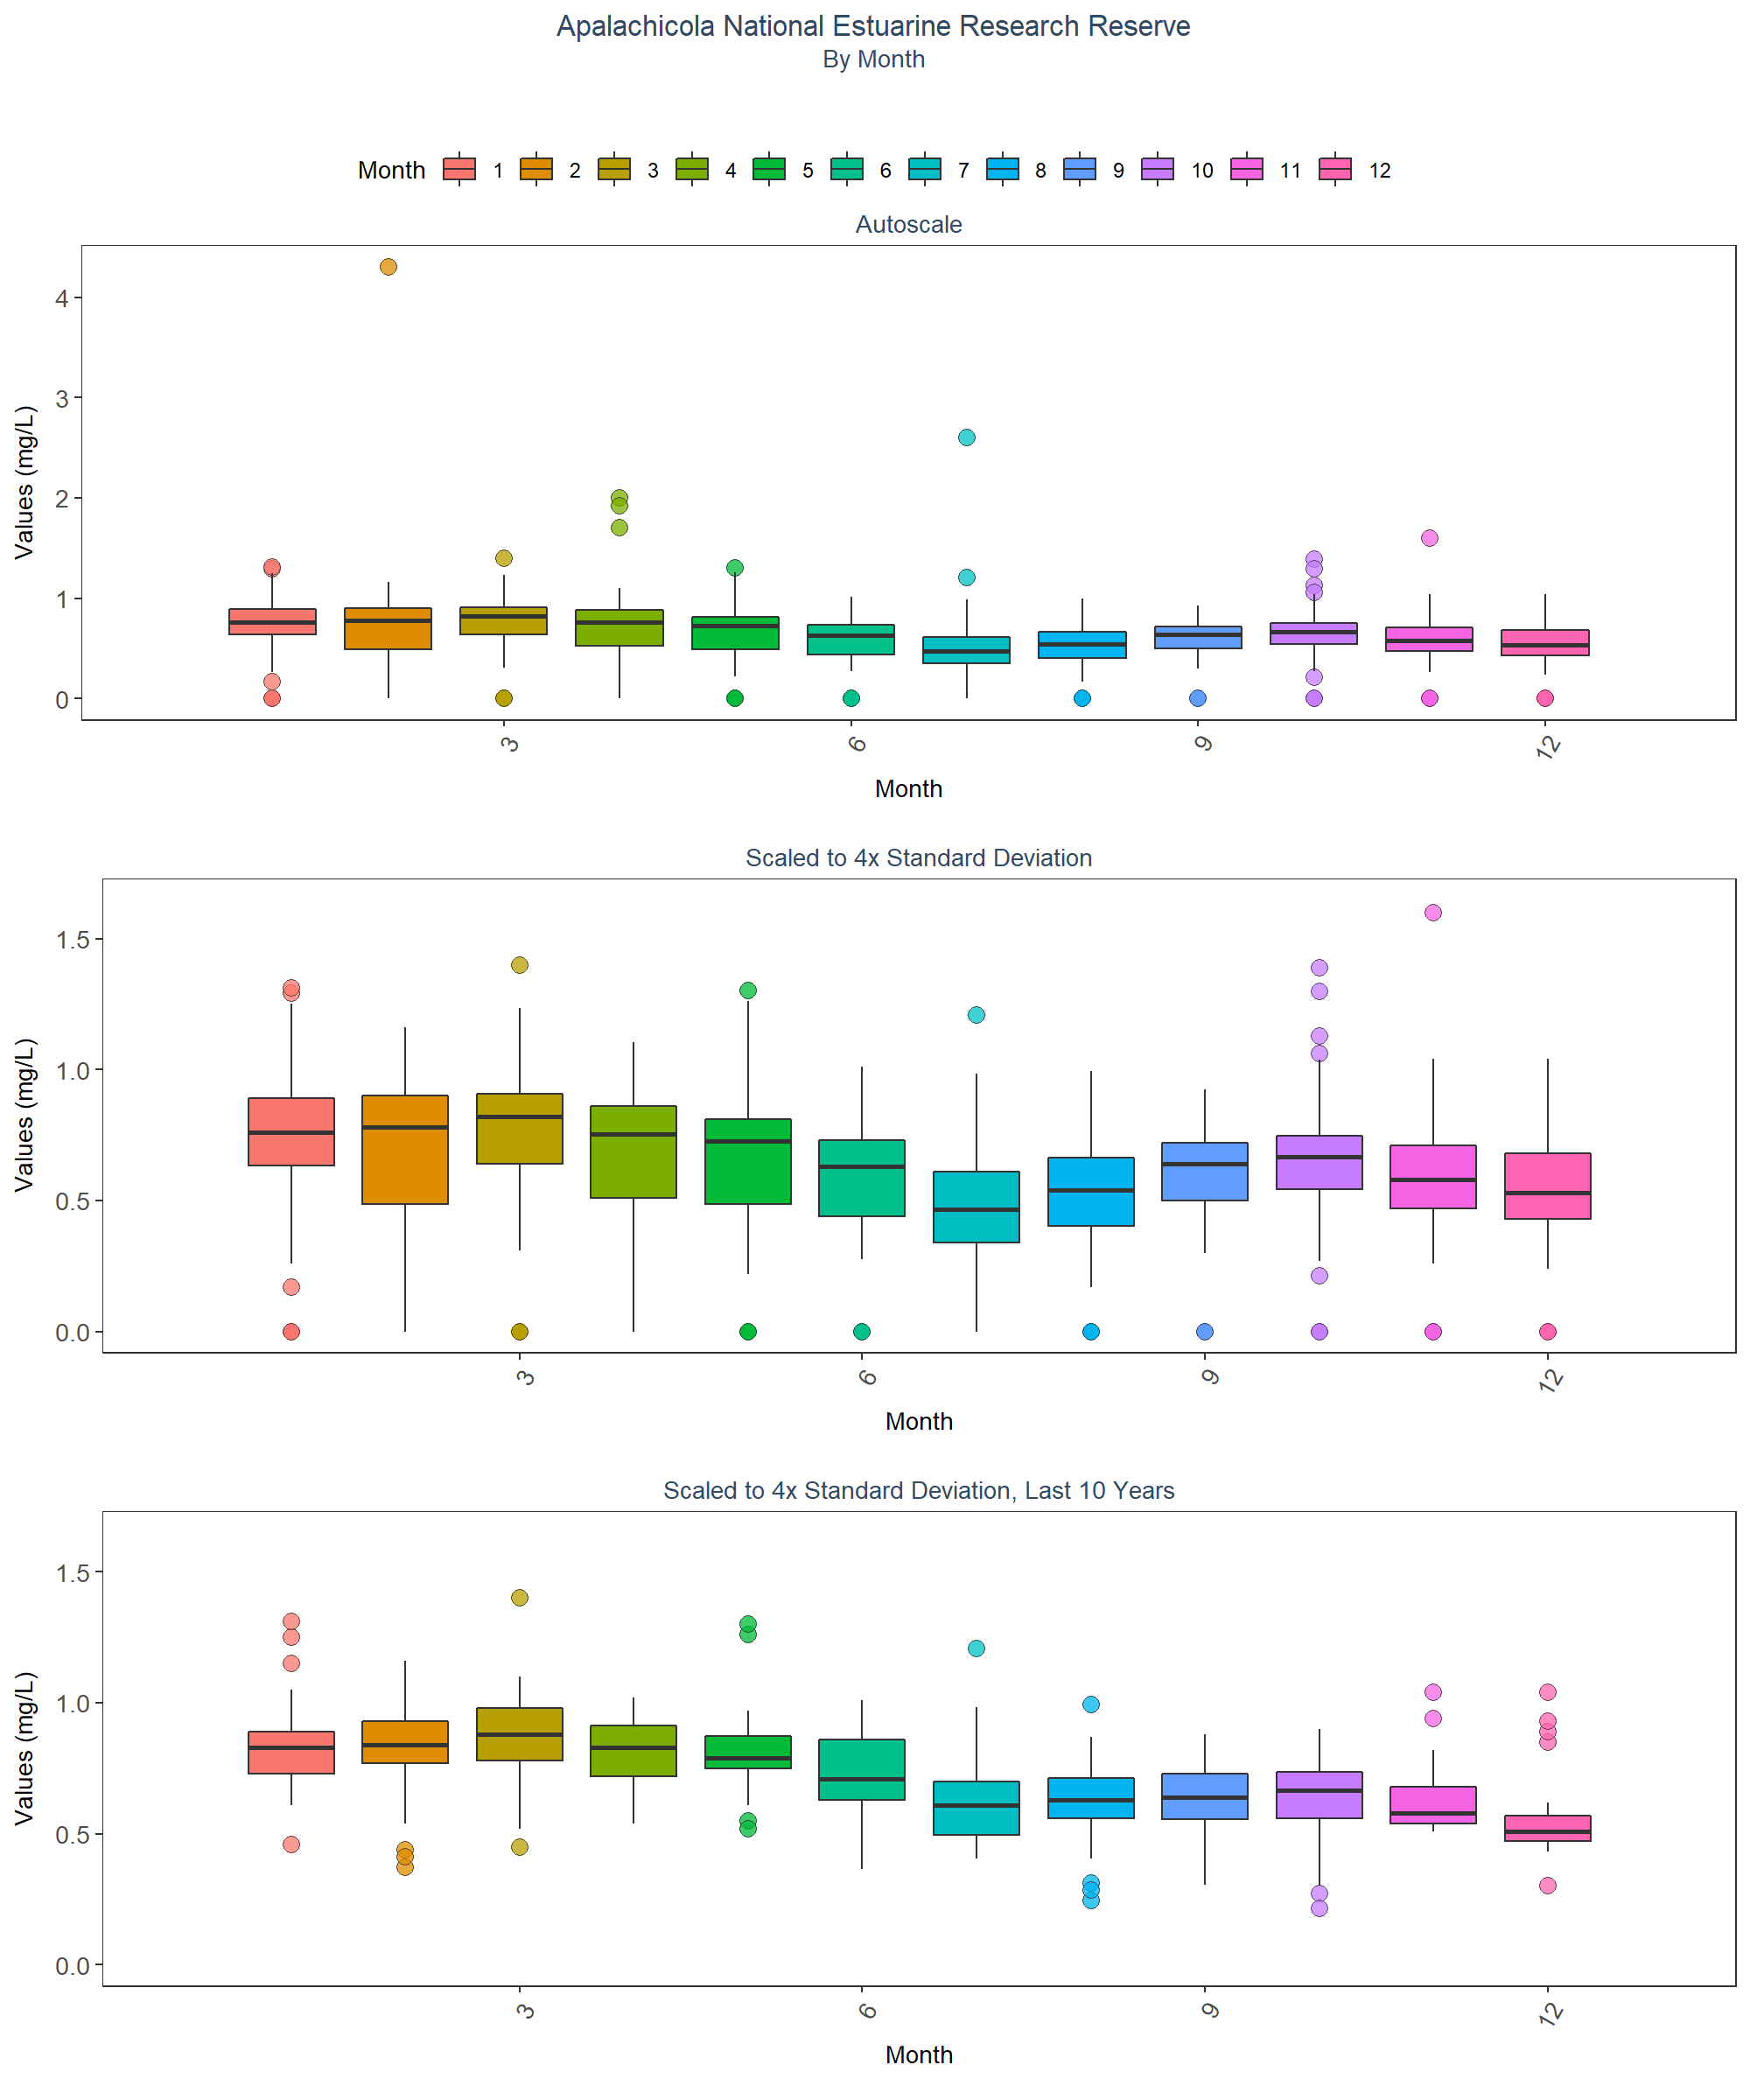 Apalachicola National Estuarine Research Reserve
By Month
Month 1 2 3 4 5 6 7 8 9 10 11 12
Autoscale
Values (mg/L)
4
3
2
1
0
3 6 9 12
Month
Scaled to 4x Standard Deviation
Values (mg/L)
1.5
1.0
0.5
0.0
3 6 9 12
Month
Scaled to 4x Standard Deviation, Last 10 Years
Values (mg/L)
1.5
1.0
0.5
0.0
3 6 9 12
Month